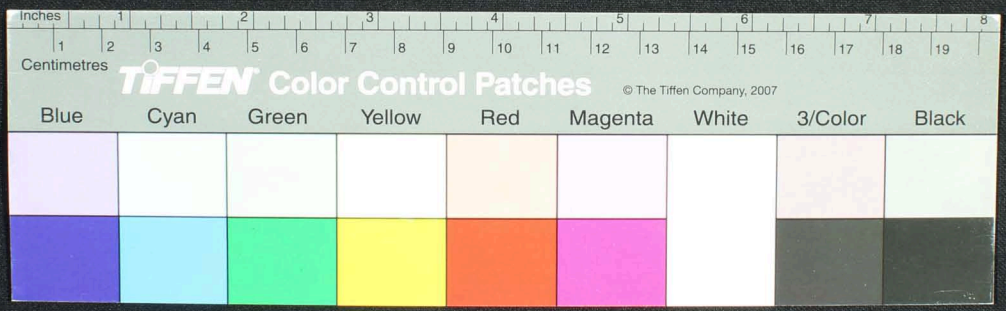 Inches 1 2 3 4 5 6 7 8
1 2 3 4 5 6 7 8 9 10 11 12 13 14 15 16 17 18 19
Centimetres
TIFFEN® Color Control Patches © The Tiffen Company, 2007
Blue Cyan Green Yellow Red Magenta White 3/Color Black